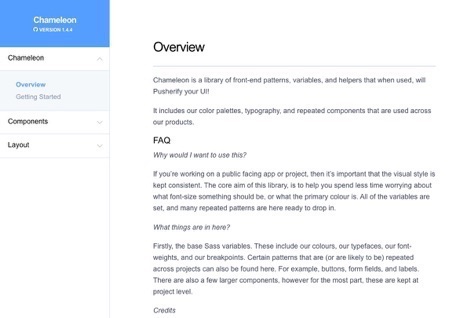 Chameleon
VERSION 1.4.4
Chameleon
Overview
Getting Started
Components
Layout
Overview
Chameleon is a library of front-end patterns, variables, and helpers that when used, will
Pusherify your UI!
It includes our color palettes, typography, and repeated components that are used across
our products.
FAQ
Why would I want to use this?
If you're working on a public facing app or project, then it's important that the visual style is
kept consistent. The core aim of this library, is to help you spend less time worrying about
what font-size something should be, or what the primary colour is. All of the variables are
set, and many repeated patterns are here ready to drop in.
What things are in here?
Firstly, the base Sass variables. These include our colours, our typefaces, our font-
weights, and our breakpoints. Certain patterns that are (or are likely to be) repeated
across projects can also be found here. For example, buttons, form fields, and labels.
There are also a few larger components, however for the most part, these are kept at
project level.
Credits